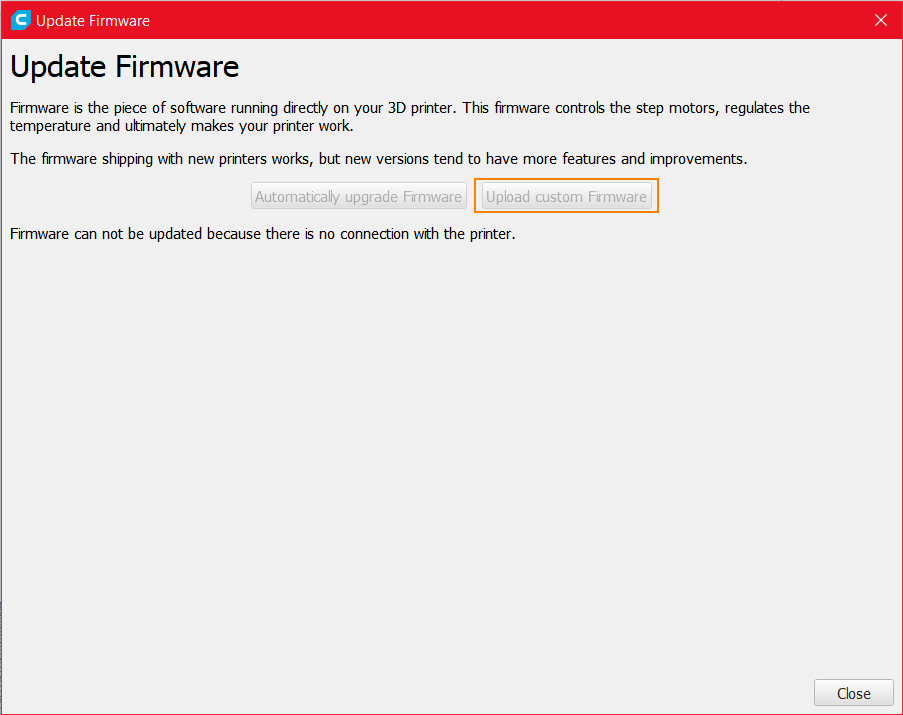 Update Firmware
Update Firmware
Firmware is the piece of software running directly on your 3D printer. This firmware controls the step motors, regulates the
temperature and ultimately makes your printer work.
The firmware shipping with new printers works, but new versions tend to have more features and improvements.
Automatically upgrade Firmware Upload custom Firmware
Firmware can not be updated because there is no connection with the printer.
Close